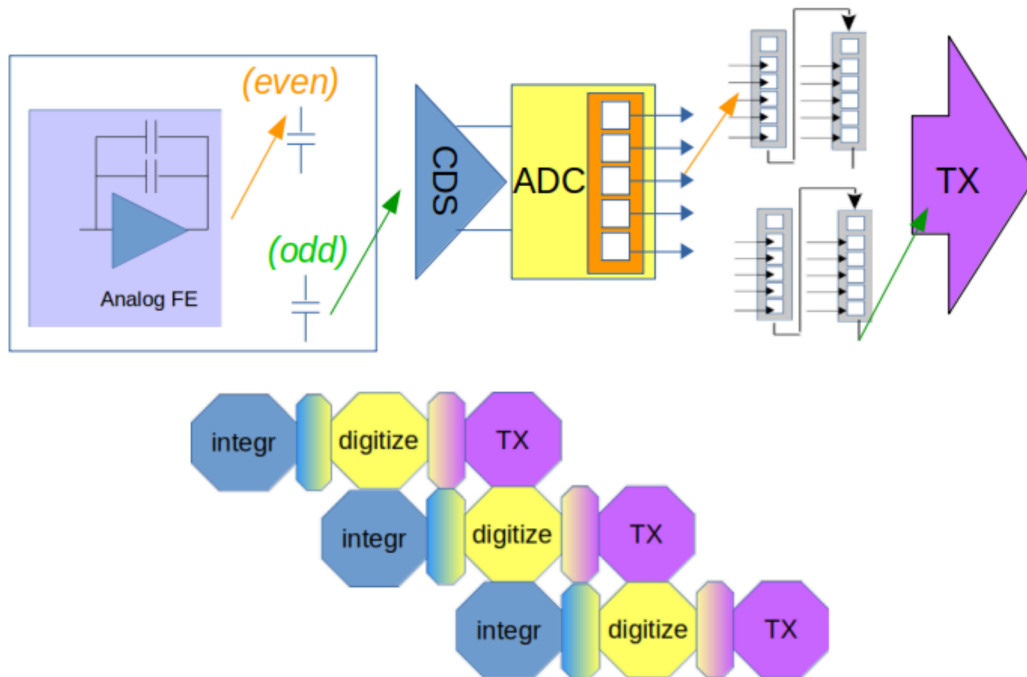 (even)
(odd)
Analog FE
CDS
ADC
TX
integr
digitize
TX
integr
digitize
TX
integr
digitize
TX